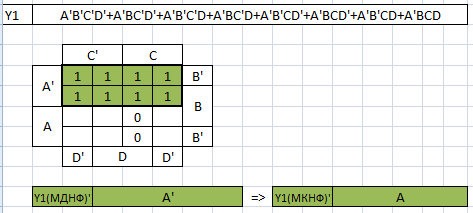 Y1 A'B'C'D'+A'BC'D'+A'B'C'D+A'BC'D+A'B'CD'+A'BCD'+A'B'CD+A'BCD
C' C
A' 1 1 1 1 B'
1 1 1 1 B
A 0
0 B'
D' D D'
Y1(МДНФ)' A' => Y1(МКНФ)' A